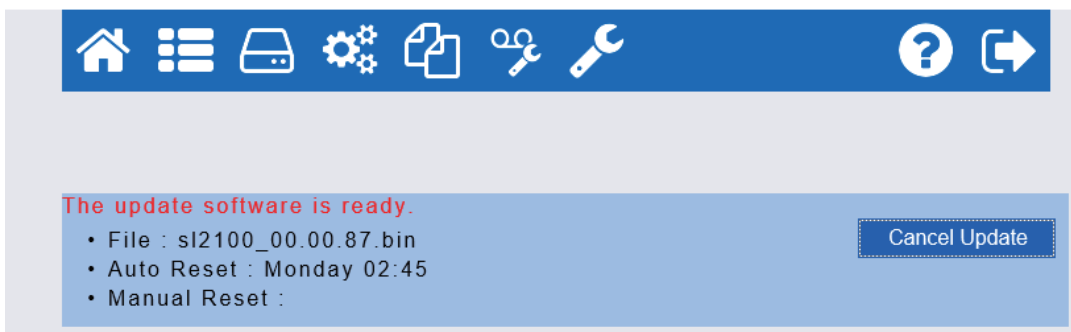 The update software is ready.
• File : sl2100_00.00.87.bin
Cancel Update
• Auto Reset : Monday 02:45
• Manual Reset :